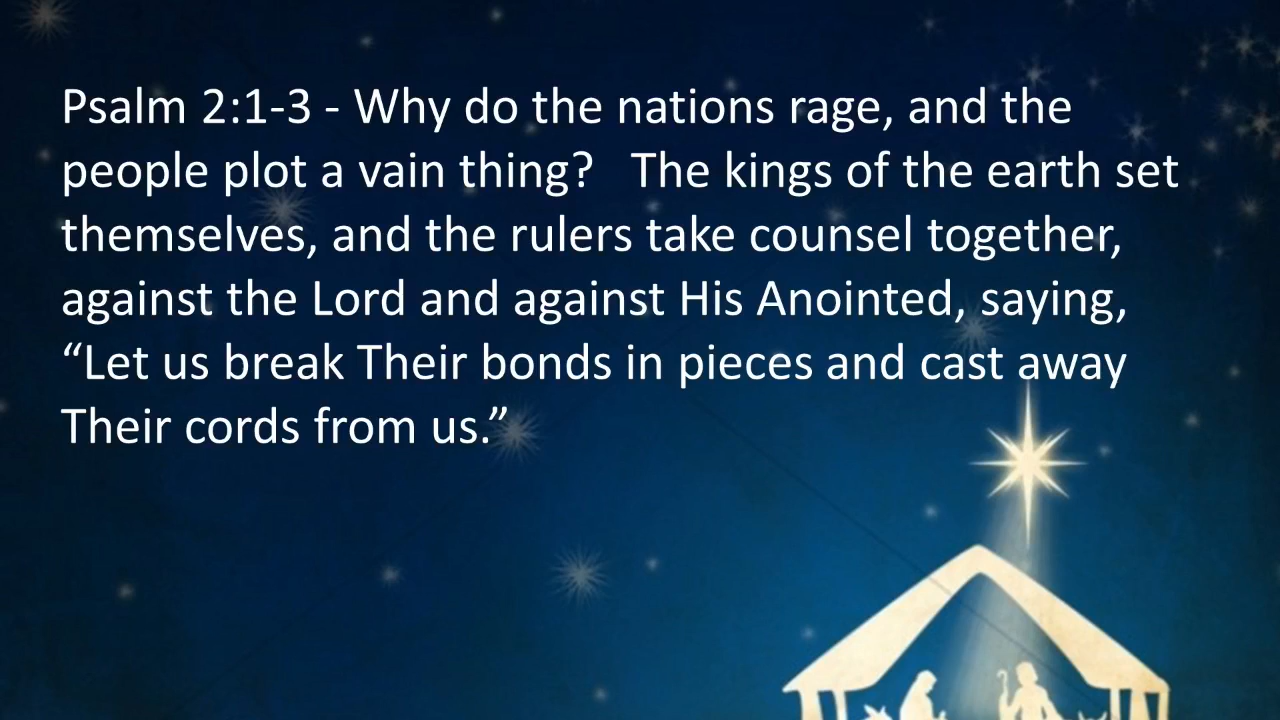 Psalm 2:1-3 - Why do the nations rage, and the
people plot a vain thing?   The kings of the earth set
themselves, and the rulers take counsel together,
against the Lord and against His Anointed, saying,
“Let us break Their bonds in pieces and cast away
Their cords from us.”